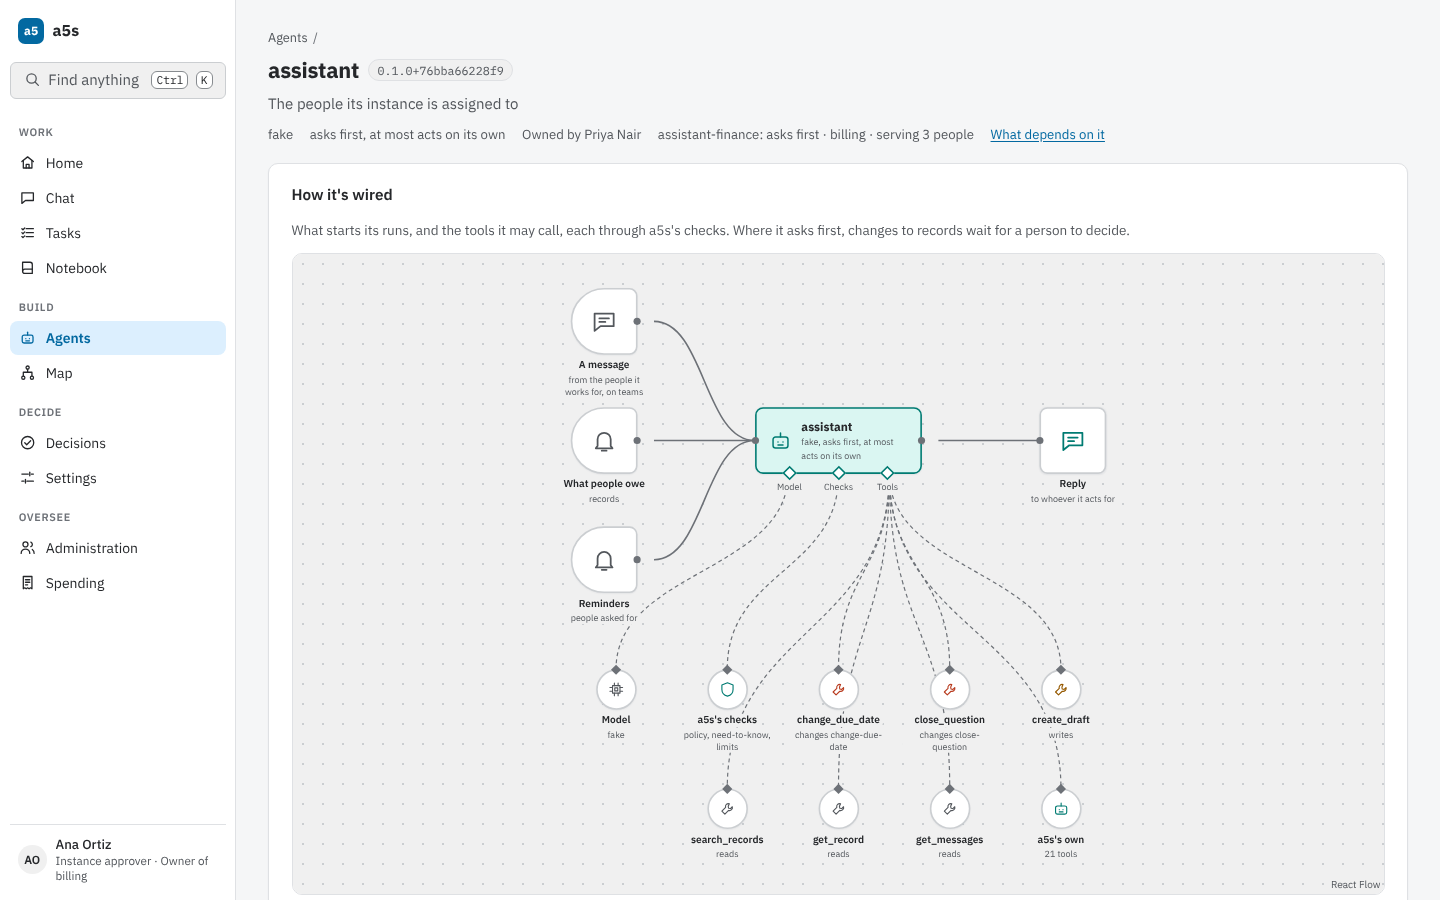 a5 a5s
Find anything Ctrl K
WORK
Home
Chat
Tasks
Notebook
BUILD
Agents
Map
DECIDE
Decisions
Settings
OVERSEE
Administration
Spending
AO
Ana Ortiz
Instance approver · Owner of
billing
Agents /
assistant 0.1.0+76bba66228f9
The people its instance is assigned to
fake asks first, at most acts on its own Owned by Priya Nair assistant-finance: asks first · billing · serving 3 people What depends on it
How it's wired
What starts its runs, and the tools it may call, each through a5s's checks. Where it asks first, changes to records wait for a person to decide.
A message
from the people it
works for, on teams
What people owe
records
Reminders
people asked for
assistant
fake, asks first, at most
acts on its own
Model Checks Tools
Reply
to whoever it acts for
Model
fake
a5s's checks
policy, need-to-know,
limits
change_due_date
changes change-due-
date
close_question
changes close-
question
create_draft
writes
search_records
reads
get_record
reads
get_messages
reads
a5s's own
21 tools
React Flow